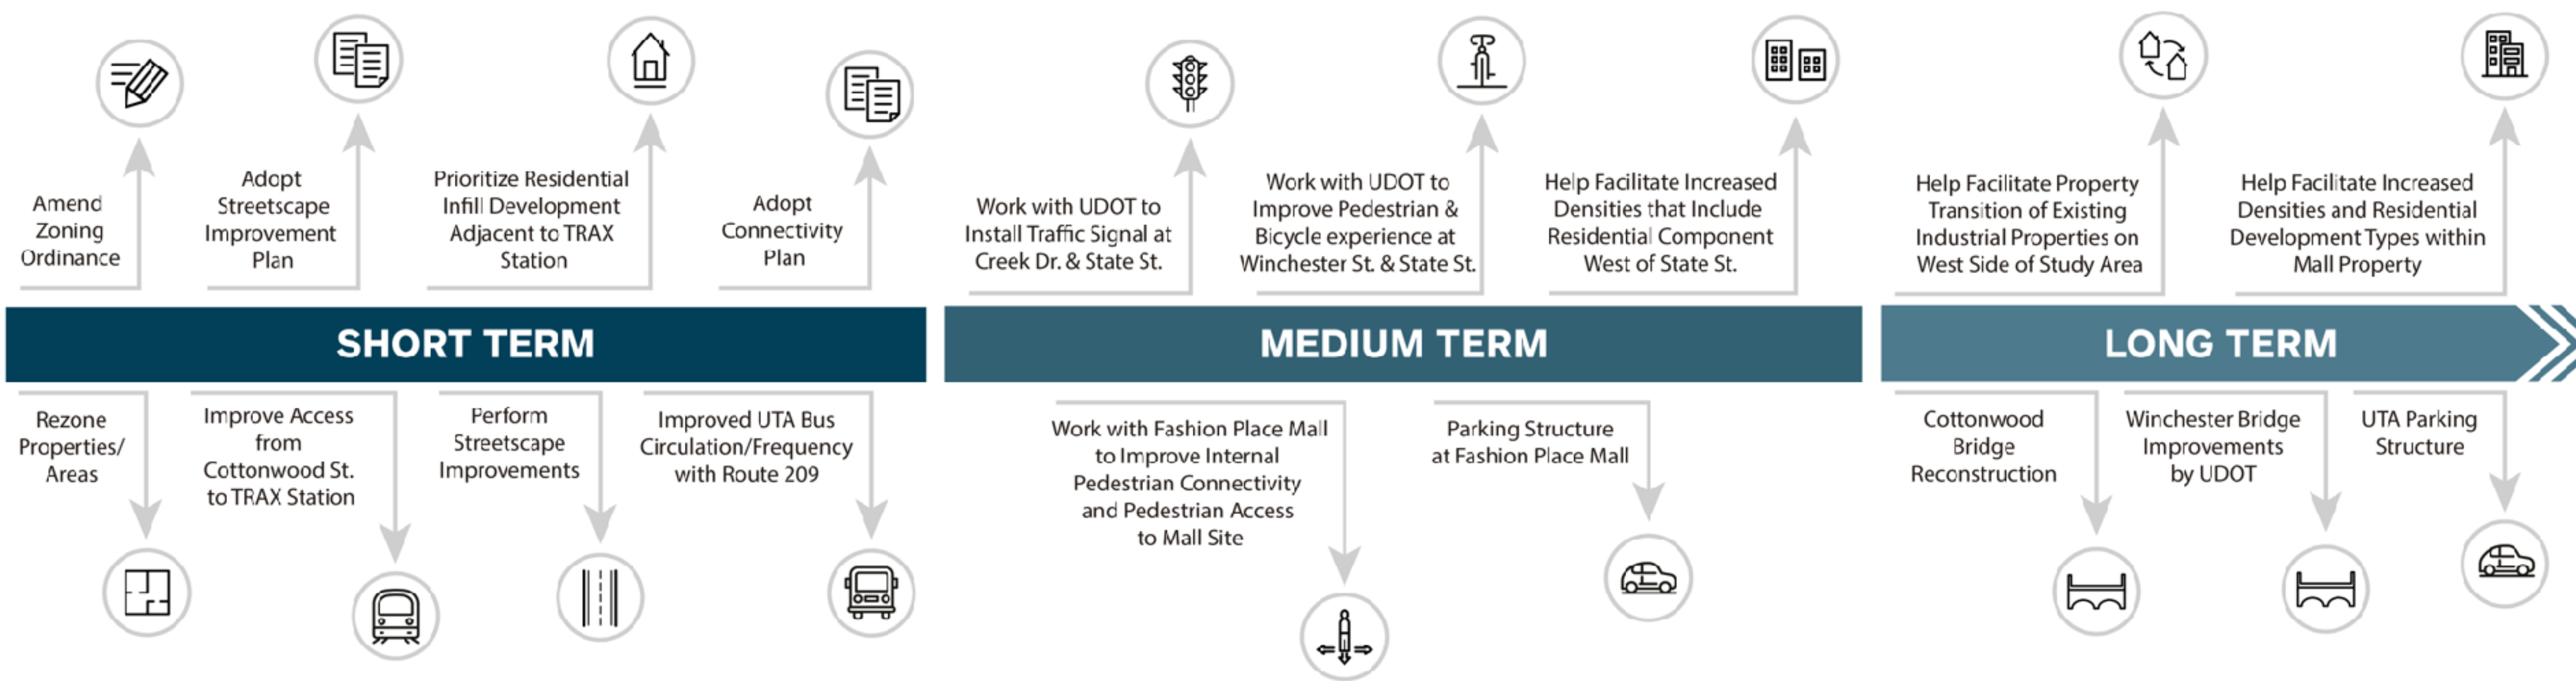 Amend
Zoning
Ordinance
Adopt
Streetscape
Improvement
Plan
Prioritize Residential
Infill Development
Adjacent to TRAX
Station
Adopt
Connectivity
Plan
Work with UDOT to
Install Traffic Signal at
Creek Dr. & State St.
Work with UDOT to
Improve Pedestrian &
Bicycle experience at
Winchester St. & State St.
Help Facilitate Increased
Densities that Include
Residential Component
West of State St.
Help Facilitate Property
Transition of Existing
Industrial Properties on
West Side of Study Area
Help Facilitate Increased
Densities and Residential
Development Types within
Mall Property
SHORT TERM
MEDIUM TERM
LONG TERM
Rezone
Properties/
Areas
Improve Access
from
Cottonwood St.
to TRAX Station
Perform
Streetscape
Improvements
Improved UTA Bus
Circulation/Frequency
with Route 209
Work with Fashion Place Mall
to Improve Internal
Pedestrian Connectivity
and Pedestrian Access
to Mall Site
Parking Structure
at Fashion Place Mall
Cottonwood
Bridge
Reconstruction
Winchester Bridge
Improvements
by UDOT
UTA Parking
Structure